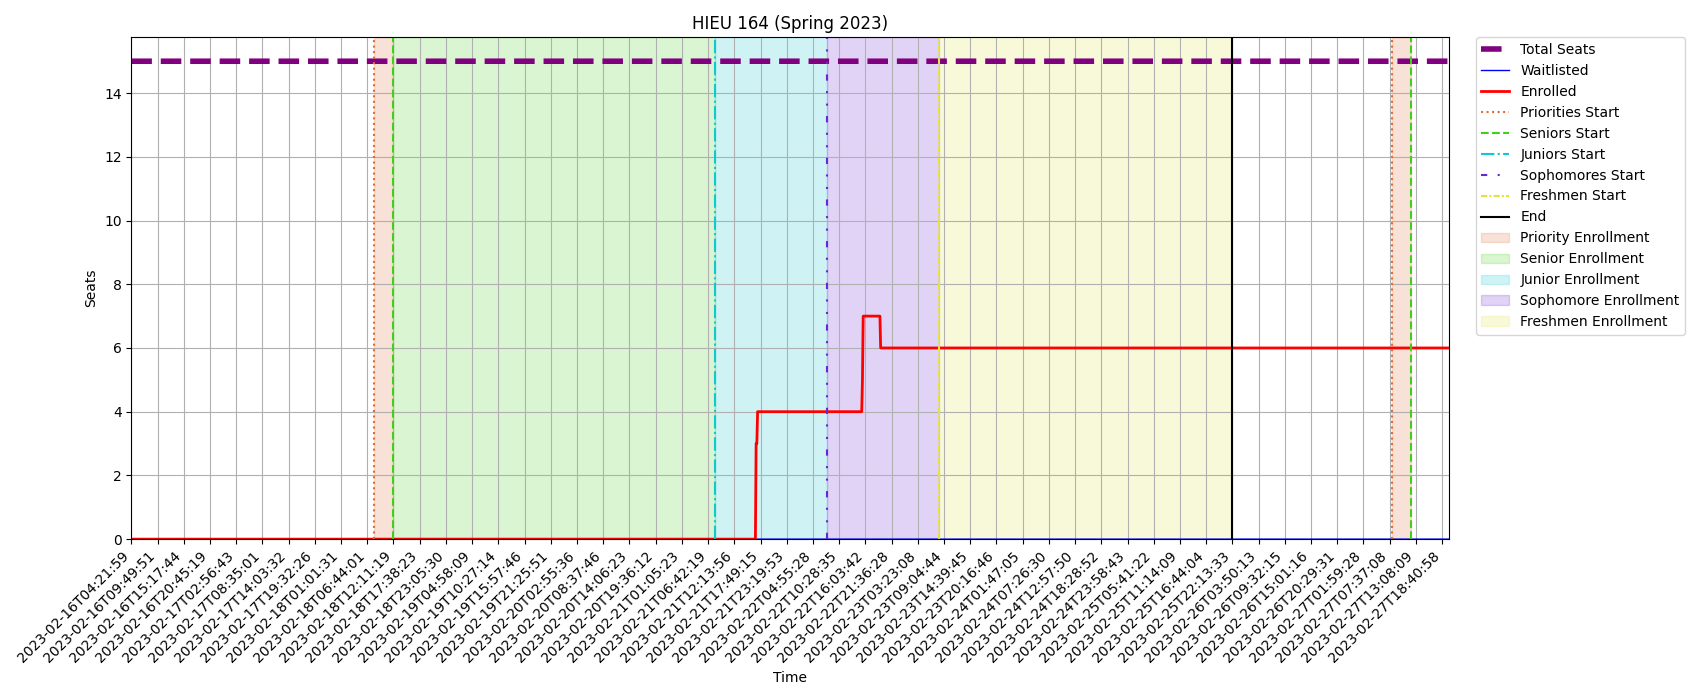 HIEU 164 (Spring 2023)
Total Seats
Waitlisted
Enrolled
Priorities Start
Seniors Start
Juniors Start
Sophomores Start
Freshmen Start
End
Priority Enrollment
Senior Enrollment
Junior Enrollment
Sophomore Enrollment
Freshmen Enrollment
Seats
14
12
10
8
6
4
2
0
2023-02-16T04:21:59
2023-02-16T09:49:51
2023-02-16T15:17:44
2023-02-16T20:45:19
2023-02-17T02:56:43
2023-02-17T08:35:01
2023-02-17T14:03:32
2023-02-17T19:32:26
2023-02-18T01:01:31
2023-02-18T06:44:01
2023-02-18T12:11:19
2023-02-18T17:38:23
2023-02-18T23:05:30
2023-02-19T04:58:09
2023-02-19T10:27:14
2023-02-19T15:57:46
2023-02-19T21:25:51
2023-02-20T02:55:36
2023-02-20T08:37:46
2023-02-20T14:06:23
2023-02-20T19:36:12
2023-02-21T01:05:23
2023-02-21T06:42:19
2023-02-21T12:13:56
2023-02-21T17:49:15
2023-02-21T23:19:53
2023-02-22T04:55:28
2023-02-22T10:28:35
2023-02-22T16:03:42
2023-02-22T21:36:28
2023-02-23T03:23:08
2023-02-23T09:04:44
2023-02-23T14:39:45
2023-02-23T20:16:46
2023-02-24T01:47:05
2023-02-24T07:26:30
2023-02-24T12:57:50
2023-02-24T18:28:52
2023-02-24T23:58:43
2023-02-25T05:41:22
2023-02-25T11:14:09
2023-02-25T16:44:04
2023-02-25T22:13:33
2023-02-26T03:50:13
2023-02-26T09:32:15
2023-02-26T15:01:16
2023-02-26T20:29:31
2023-02-27T01:59:28
2023-02-27T07:37:08
2023-02-27T13:08:09
2023-02-27T18:40:58
Time